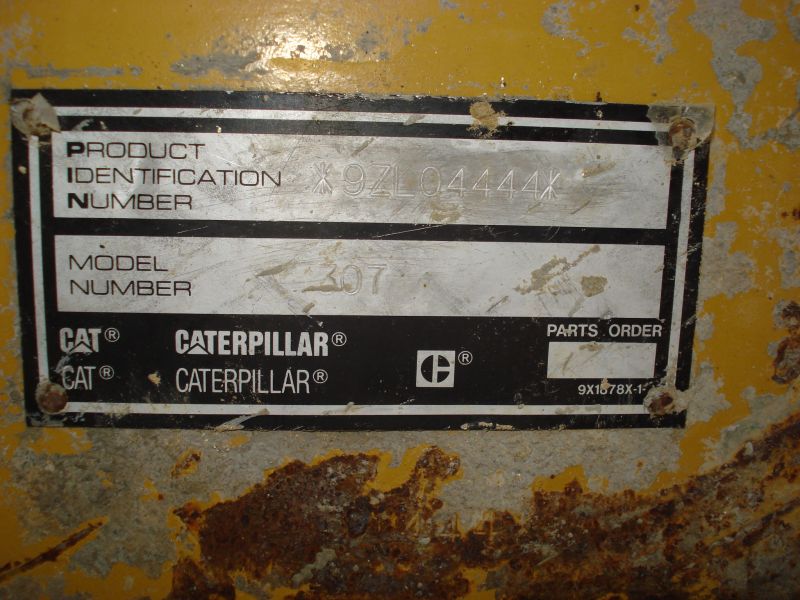 PRODUCT
IDENTIFICATION
NUMBER
*9ZL04444*
MODEL
NUMBER
307
CAT® CATERPILLAR®
CAT® CATERPILLAR®
C®
PARTS ORDER